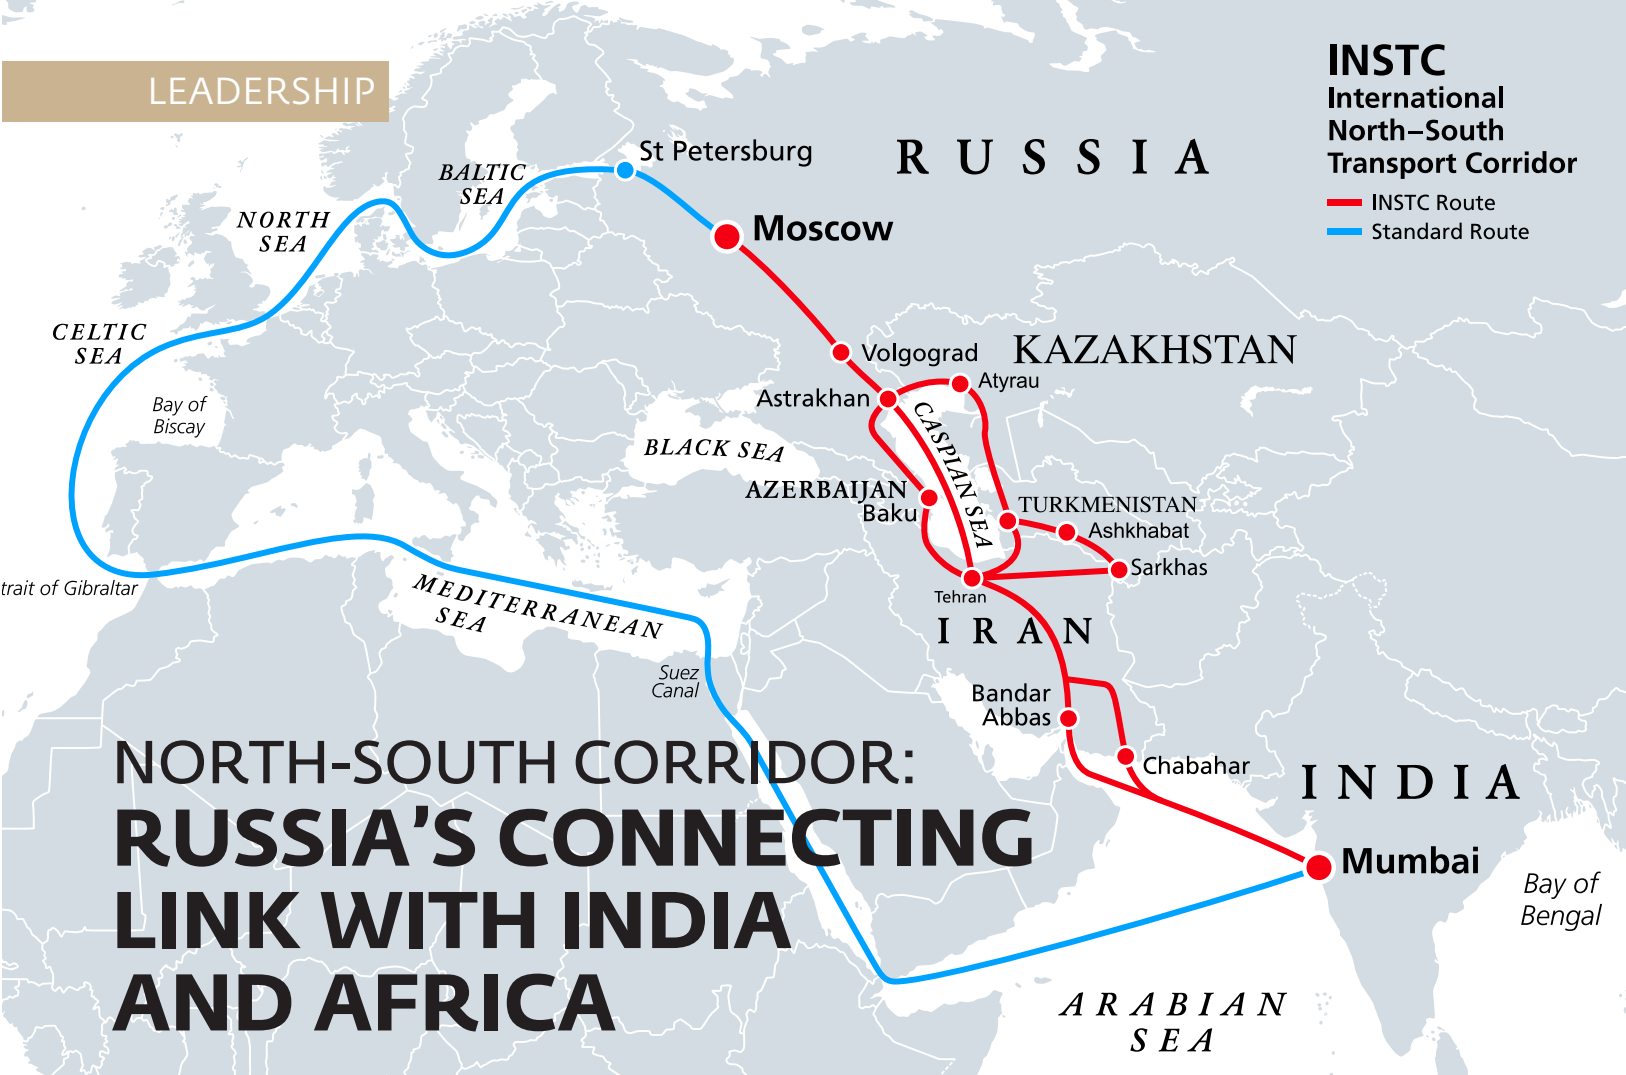 LEADERSHIP
INSTC
International
North–South
Transport Corridor
INSTC Route
Standard Route
St Petersburg
RUSSIA
BALTIC
SEA
NORTH
SEA
Moscow
CELTIC
SEA
Volgograd
KAZAKHSTAN
Atyrau
Astrakhan
Bay of
Biscay
CASPIAN SEA
BLACK SEA
AZERBAIJAN
Baku
TURKMENISTAN
Ashkhabat
Sarkhas
trait of Gibraltar
MEDITERRANEAN
SEA
Tehran
IRAN
Suez
Canal
Bandar
Abbas
Chabahar
INDIA
Mumbai
Bay of
Bengal
ARABIAN
SEA
NORTH-SOUTH CORRIDOR:
RUSSIA’S CONNECTING
LINK WITH INDIA
AND AFRICA